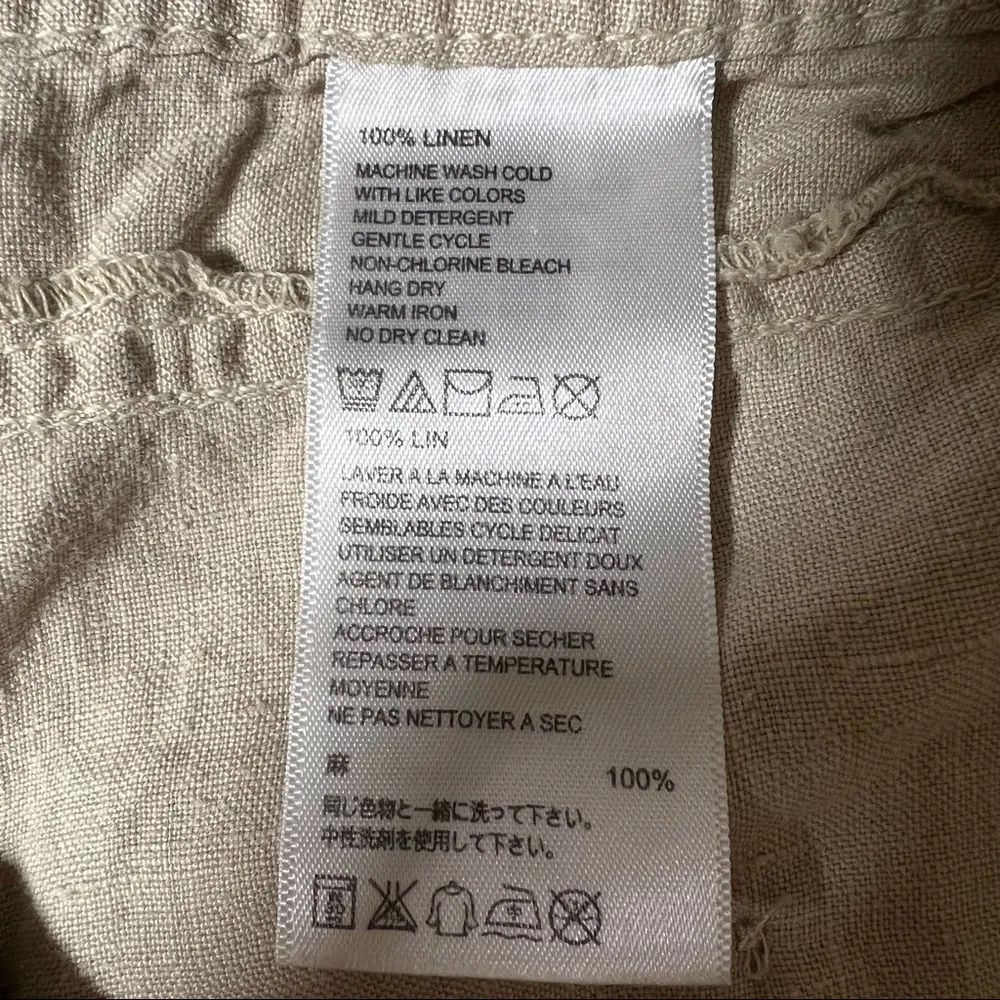 100% LINEN
MACHINE WASH COLD
WITH LIKE COLORS
MILD DETERGENT
GENTLE CYCLE
NON-CHLORINE BLEACH
HANG DRY
WARM IRON
NO DRY CLEAN
100% LIN
LAVER A LA MACHINE A L'EAU
FROIDE AVEC DES COULEURS
SEMBLABLES CYCLE DELICAT
UTILISER UN DETERGENT DOUX
AGENT DE BLANCHIMENT SANS
CHLORE
ACCROCHE POUR SECHER
REPASSER A TEMPERATURE
MOYENNE
NE PAS NETTOYER A SEC
麻 100%
同じ色物と一緒に洗って下さい。
中性洗剤を使用して下さい。
中